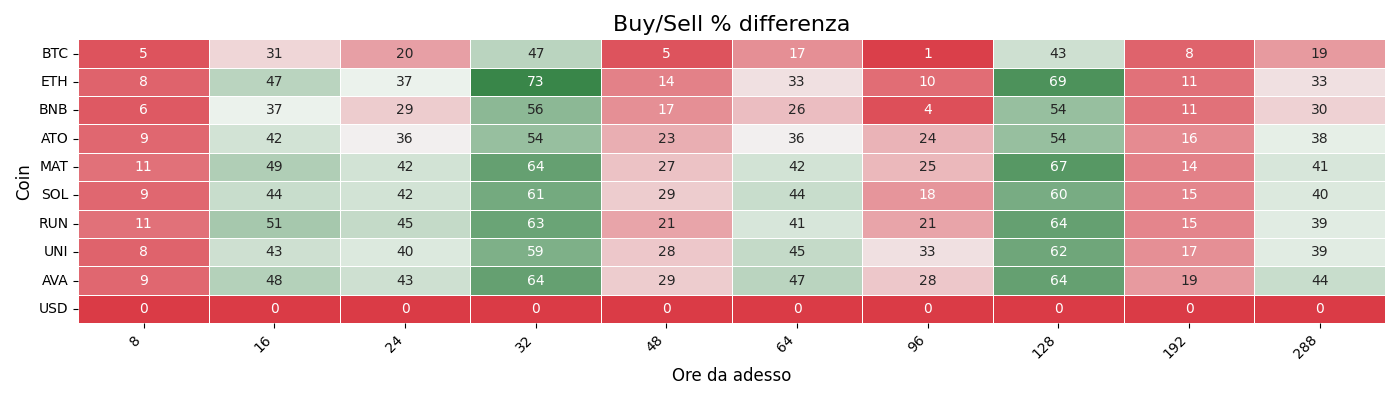 Buy/Sell % differenza
Coin
BTC 5 31 20 47 5 17 1 43 8 19
ETH 8 47 37 73 14 33 10 69 11 33
BNB 6 37 29 56 17 26 4 54 11 30
ATO 9 42 36 54 23 36 24 54 16 38
MAT 11 49 42 64 27 42 25 67 14 41
SOL 9 44 42 61 29 44 18 60 15 40
RUN 11 51 45 63 21 41 21 64 15 39
UNI 8 43 40 59 28 45 33 62 17 39
AVA 9 48 43 64 29 47 28 64 19 44
USD 0 0 0 0 0 0 0 0 0 0
8 16 24 32 48 64 96 128 192 288
Ore da adesso